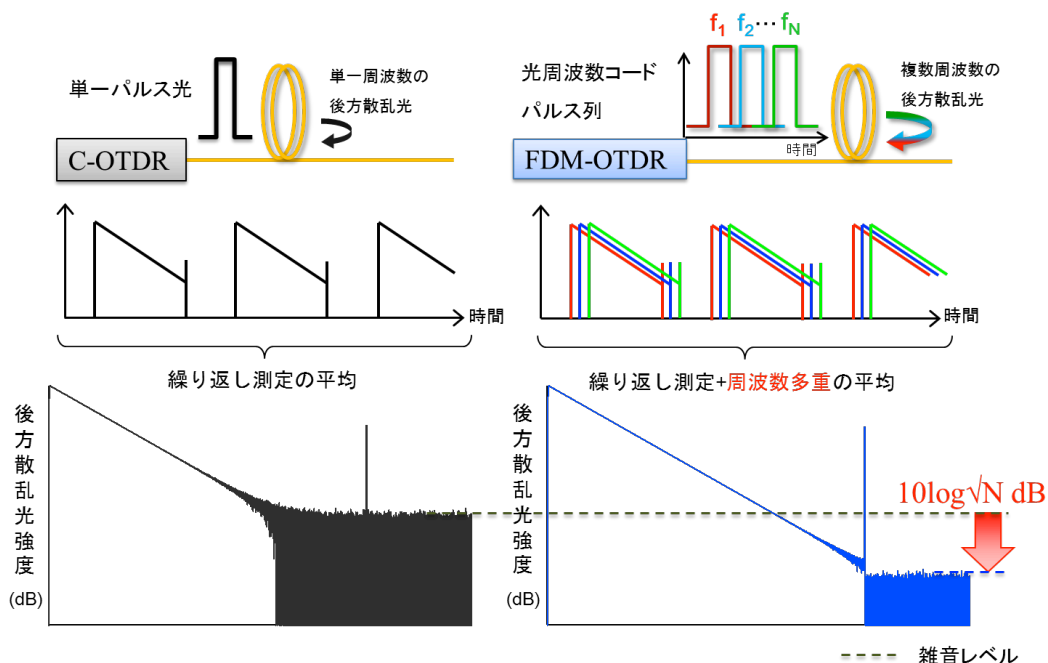 単一パルス光
単一周波数の
後方散乱光
C-OTDR
時間
繰り返し測定の平均
後方散乱光強度
(dB)
f1 f2… fN
光周波数コード
パルス列
時間
複数周波数の
後方散乱光
FDM-OTDR
時間
繰り返し測定+周波数多重の平均
後方散乱光強度
(dB)
10log√N dB
雑音レベル